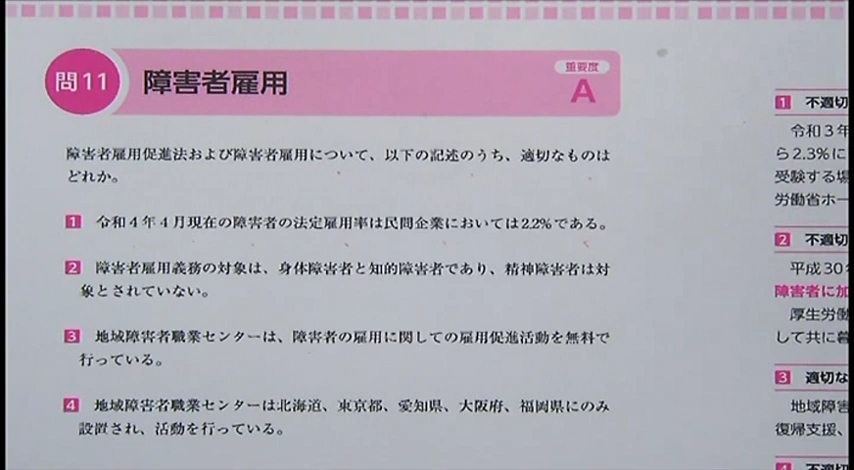 問11 障害者雇用
重要度
A
障害者雇用促進法および障害者雇用について、以下の記述のうち、適切なものは
どれか。
1 令和4年4月現在の障害者の法定雇用率は民間企業においては2.2%である。
2 障害者雇用義務の対象は、身体障害者と知的障害者であり、精神障害者は対
象とされていない。
3 地域障害者職業センターは、障害者の雇用に関しての雇用促進活動を無料で
行っている。
4 地域障害者職業センターは北海道、東京都、愛知県、大阪府、福岡県にのみ
設置され、活動を行っている。
1 不適切
令和3年
ら2.3%に
受験する場
労働省ホー
2 不適切
平成30年
障害者に加
厚生労働
して共に暮
3 適切な
地域障害
復帰支援、
4 不適切